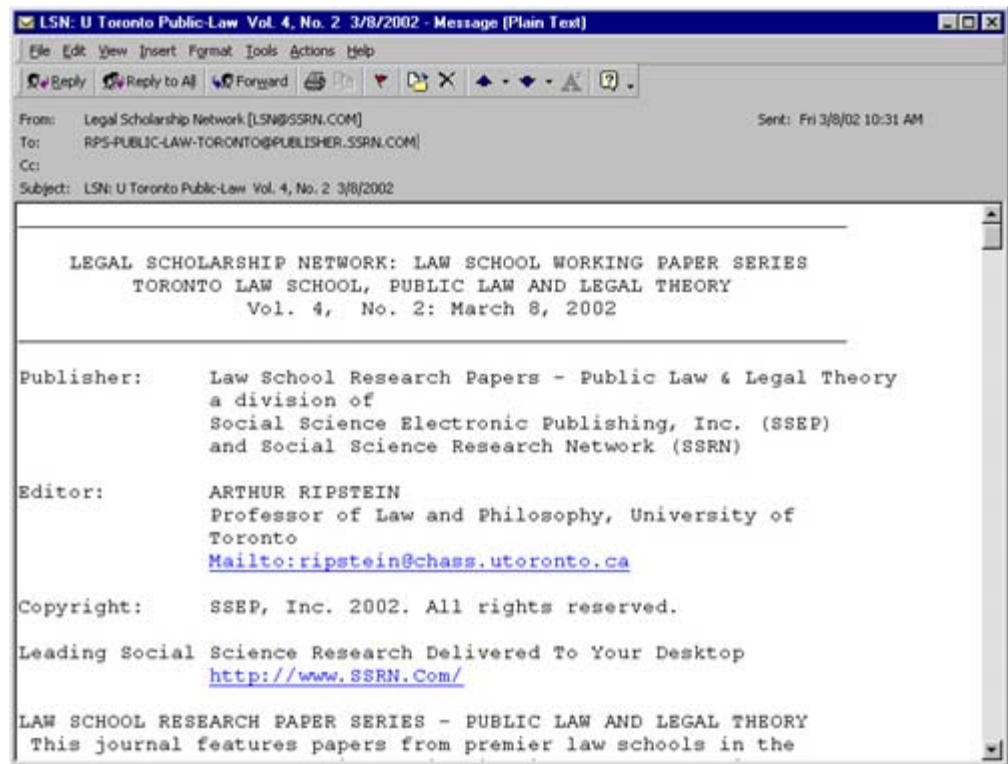 LSN: U Toronto Public-Law Vol. 4, No. 2 3/8/2002 - Message (Plain Text)
File Edit View Insert Format Tools Actions Help
Reply Reply to All Forward
From: Legal Scholarship Network [LSN@SSRN.COM] Sent: Fri 3/8/02 10:31 AM
To: RPS-PUBLIC-LAW-TORONTO@PUBLISHER.SSRN.COM
Cc:
Subject: LSN: U Toronto Public-Law Vol. 4, No. 2 3/8/2002
LEGAL SCHOLARSHIP NETWORK: LAW SCHOOL WORKING PAPER SERIES
TORONTO LAW SCHOOL, PUBLIC LAW AND LEGAL THEORY
Vol. 4, No. 2: March 8, 2002
Publisher: Law School Research Papers - Public Law & Legal Theory
a division of
Social Science Electronic Publishing, Inc. (SSEP)
and Social Science Research Network (SSRN)
Editor: ARTHUR RIPSTEIN
Professor of Law and Philosophy, University of
Toronto
Mailto:ripstein@chass.utoronto.ca
Copyright: SSEP, Inc. 2002. All rights reserved.
Leading Social Science Research Delivered To Your Desktop
http://www.SSRN.Com/
LAW SCHOOL RESEARCH PAPER SERIES - PUBLIC LAW AND LEGAL THEORY
This journal features papers from premier law schools in the